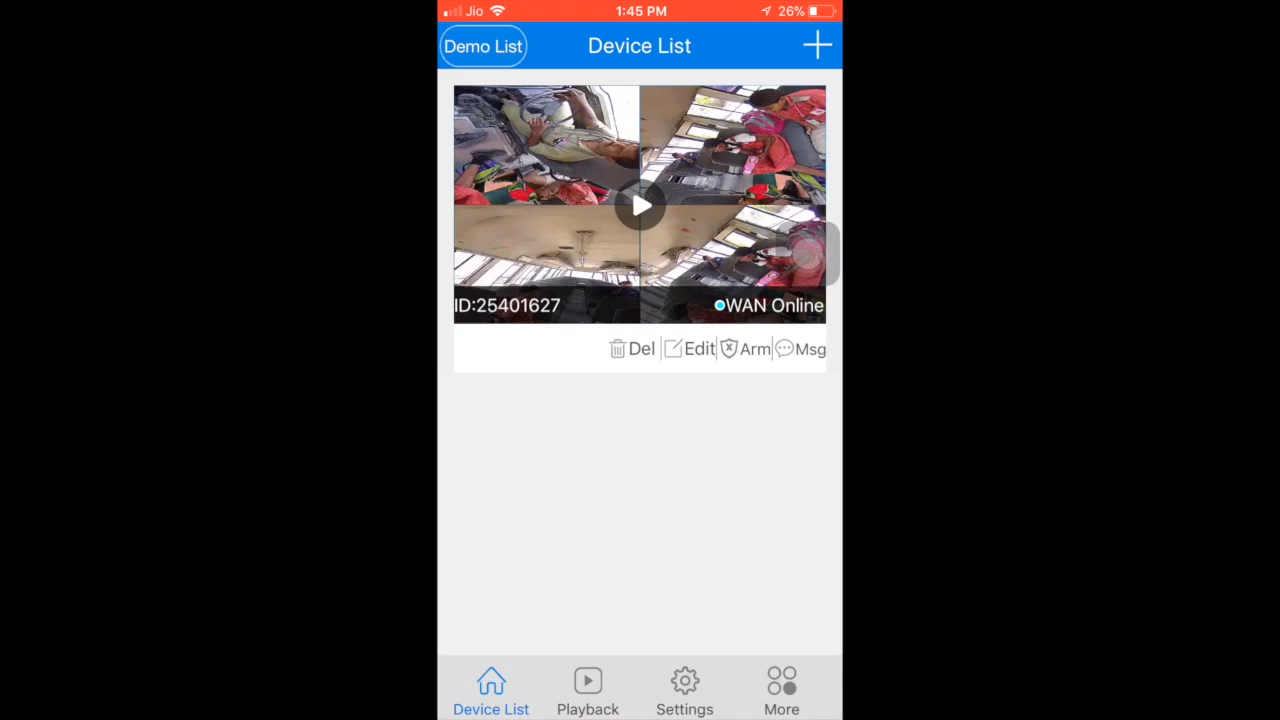 Jio 1:45 PM 26%
Demo List Device List
ID:25401627 WAN Online
Del Edit Arm Msg
Device List Playback Settings More